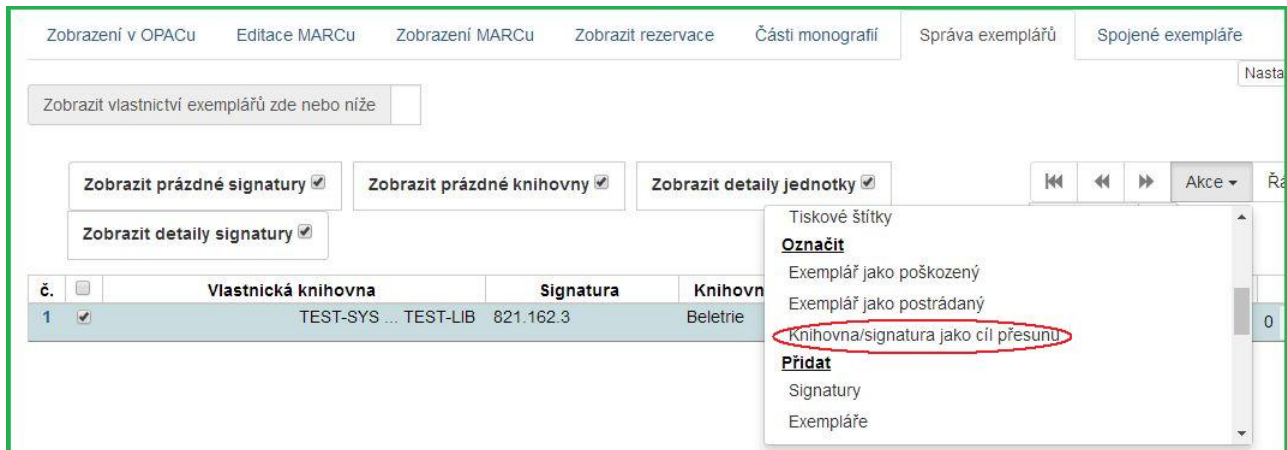 Zobrazení v OPACu Editace MARCu Zobrazení MARCu Zobrazit rezervace Části monografií Správa exemplářů Spojené expempláře
Nasta
Zobrazit vlastnictví exemplářů zde nebo níže
Zobrazit prázdné signatury Zobrazit prázdné knihovny Zobrazit detaily jednotky Akce Řa
Zobrazit detaily signatury
Tiskové štítky
Označit
Exemplář jako poškozený
Exemplář jako postrádaný
Knihovna/signatura jako cíl přesunu
Přidat
Signatury
Exempláře
č. Vlastnická knihovna Signatura Knihovn
1 TEST-SYS ... TEST-LIB 821.162.3 Beletrie 0